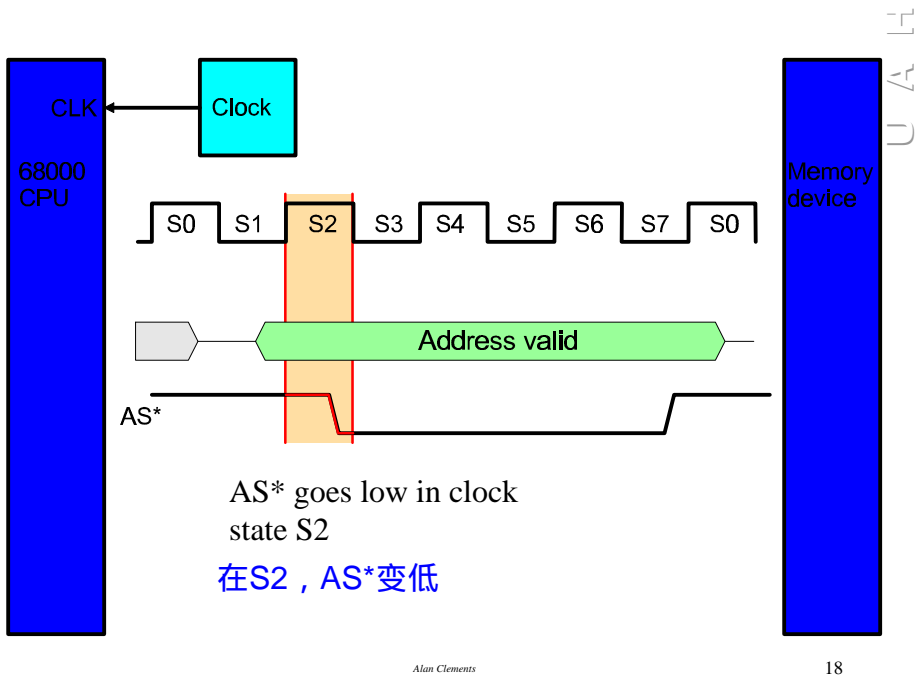 UAH
CLK
Clock
68000
CPU
Memory
device
S0 S1 S2 S3 S4 S5 S6 S7 S0
Address valid
AS*
AS* goes low in clock
state S2
在S2，AS*变低
Alan Clements
18